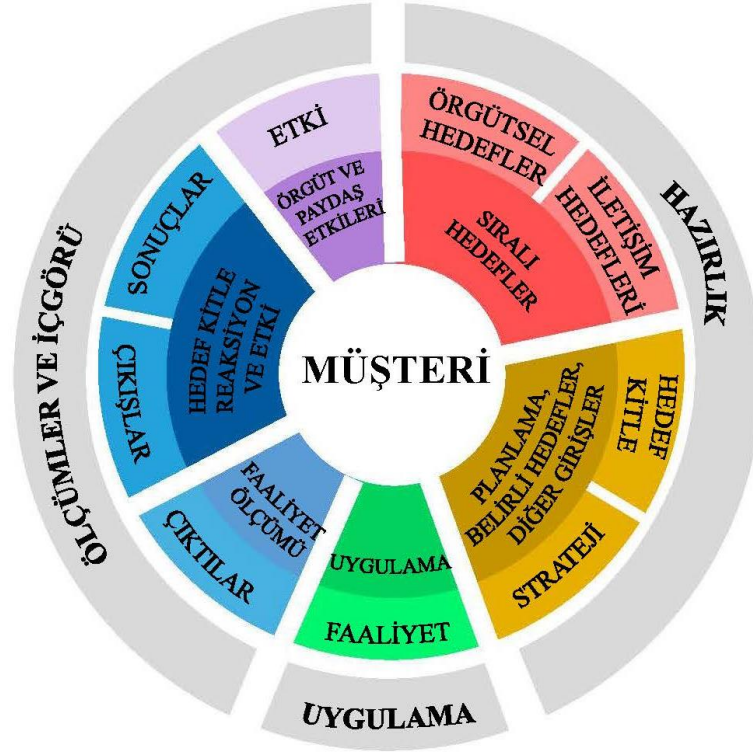 MÜŞTERİ
HAZIRLIK
ÖRGÜTSEL
HEDEFLER
İLETİŞİM
HEDEFLERİ
SIRALI
HEDEFLER
HEDEF
KİTLE
STRATEJİ
PLANLAMA,
BELİRLİ HEDEFLER,
DİĞER GİRİŞLER
UYGULAMA
FAALİYET
UYGULAMA
ÖLÇÜMLER VE İÇGÖRÜ
ÇIKTILAR
FAALİYET
ÖLÇÜMÜ
ÇIKIŞLAR
SONUÇLAR
HEDEF KİTLE
REAKSİYON
VE ETKİ
ETKİ
ÖRGÜT VE
PAYDAŞ
ETKİLERİ